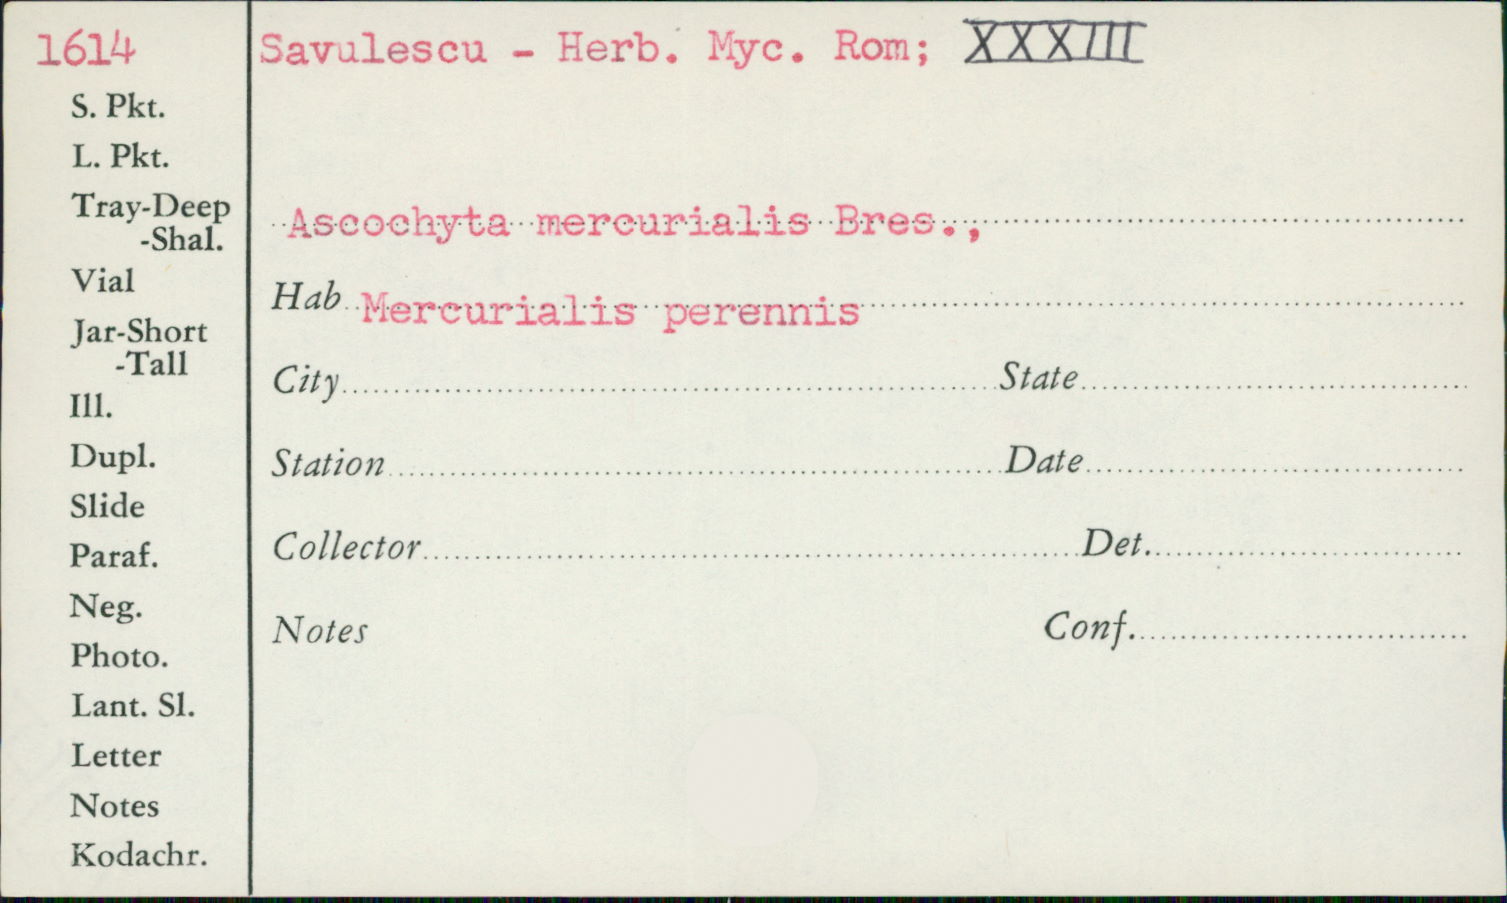 1614
Savulescu - Herb. Myc. Rom; XXXIII
S. Pkt.
L. Pkt.
Tray-Deep
-Shal.
Vial
Jar-Short
-Tall
Ill.
Dupl.
Slide
Paraf.
Neg.
Photo.
Lant. Sl.
Letter
Notes
Kodachr.
Ascochyta mercurialis Bres.,
Hab Mercurialis perennis
City State
Station Date
Collector Det.
Notes Conf.